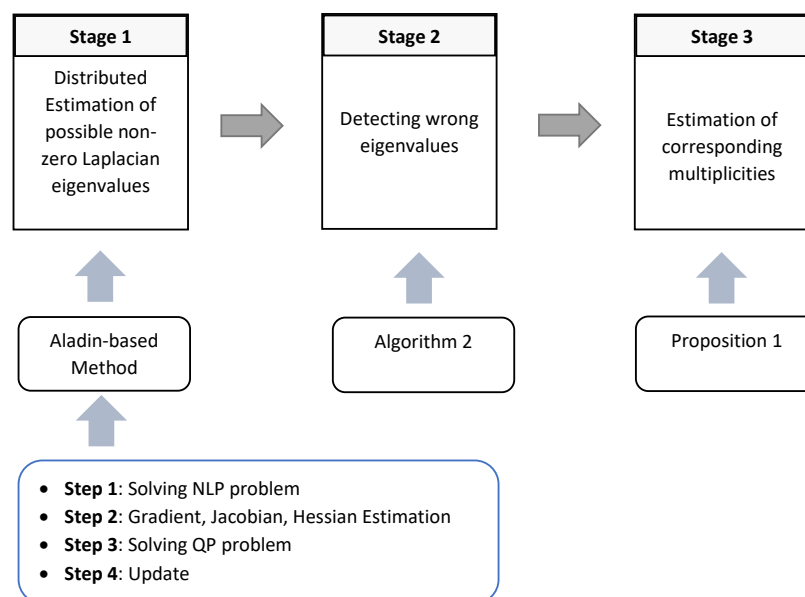 Stage 1
Distributed
Estimation of
possible non-
zero Laplacian
eigenvalues
Stage 2
Detecting wrong
eigenvalues
Stage 3
Estimation of
corresponding
multiplicities
Aladin-based
Method
Algorithm 2
Proposition 1
• Step 1: Solving NLP problem
• Step 2: Gradient, Jacobian, Hessian Estimation
• Step 3: Solving QP problem
• Step 4: Update